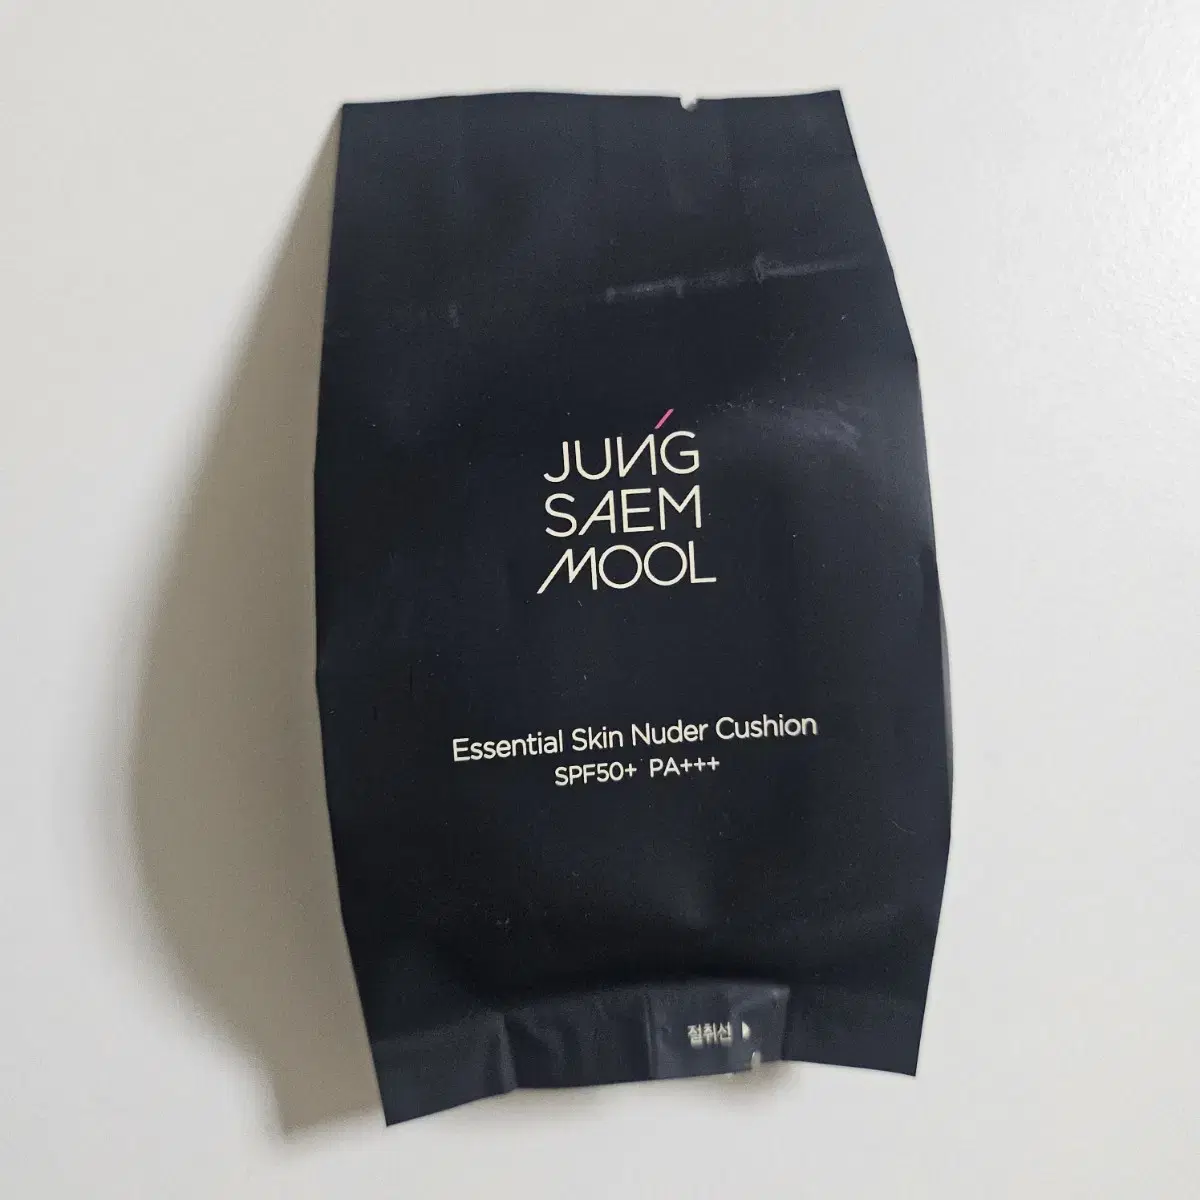 JUNG
SAEM
MOOL
Essential Skin Nuder Cushion
SPF50+ PA+++
절취선